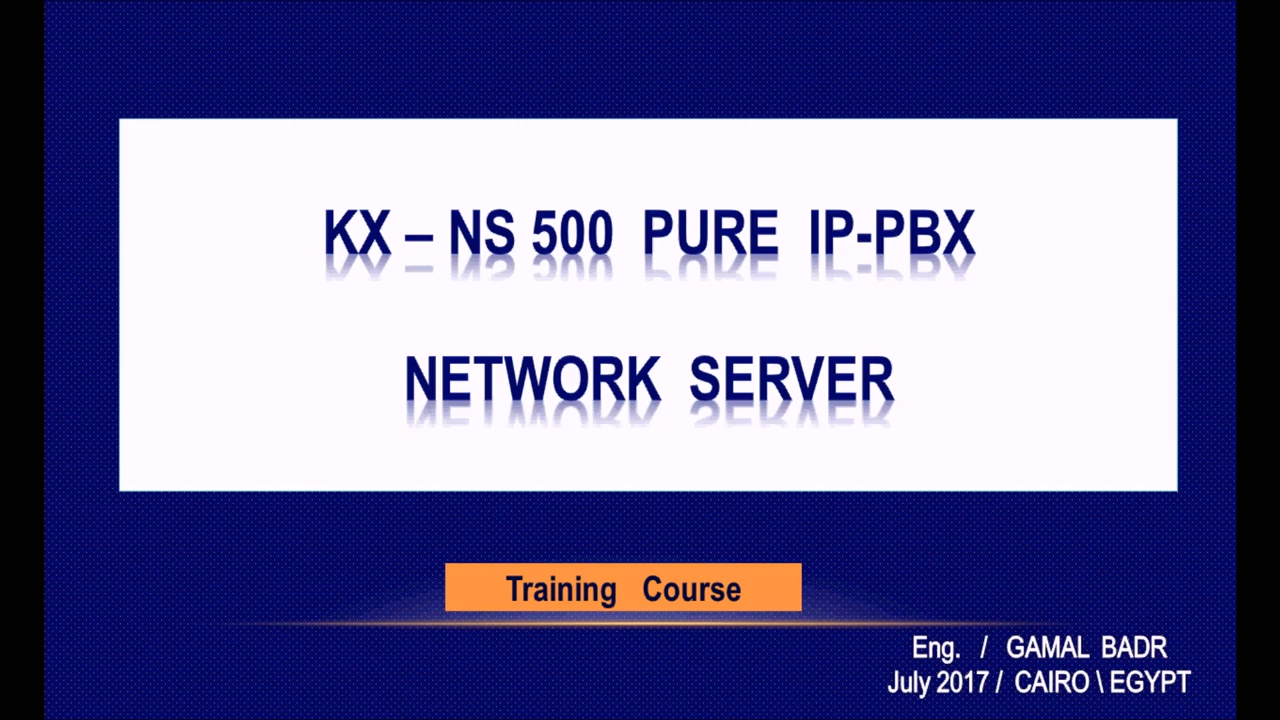 KX – NS 500 PURE IP-PBX
NETWORK SERVER
Training Course
Eng. / GAMAL BADR
July 2017 / CAIRO \ EGYPT